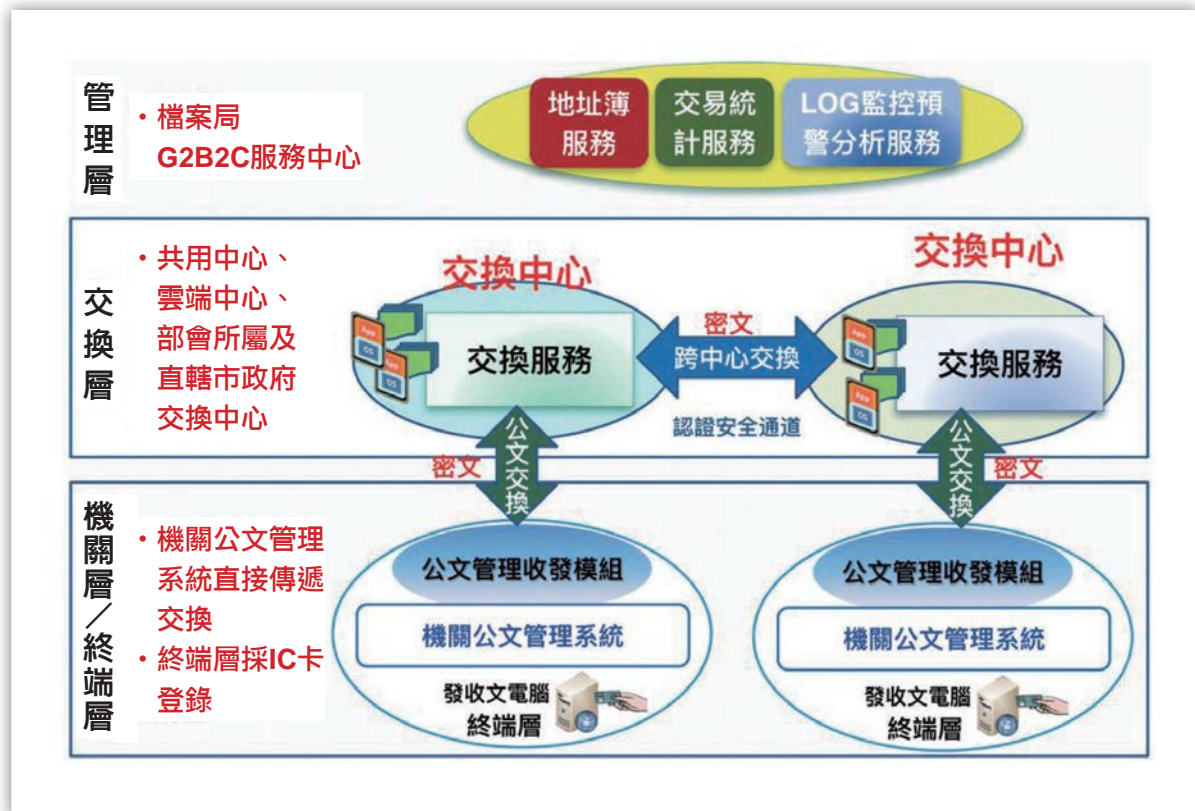 管理層
・檔案局
G2B2C服務中心
地址簿
服務
交易統
計服務
LOG監控預
警分析服務
交換層
・共用中心、
雲端中心、
部會所屬及
直轄市政府
交換中心
交換中心
交換中心
App
OS
App
OS
交換服務
密文
跨中心交換
認證安全通道
App
OS
App
OS
交換服務
密文
公文交換
公文交換
密文
機關層／終端層
・機關公文管理
系統直接傳遞
交換
・終端層採IC卡
登錄
公文管理收發模組
機關公文管理系統
發收文電腦
終端層
公文管理收發模組
機關公文管理系統
發收文電腦
終端層